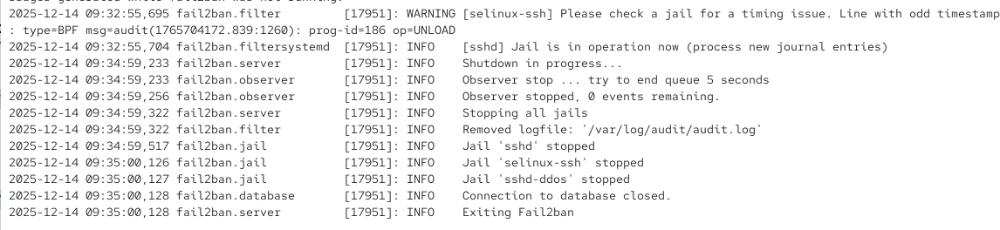 2025-12-14 09:32:55,695 fail2ban.filter         [17951]: WARNING [selinux-ssh] Please check a jail for a timing issue. Line with odd timestamp
: type=BPF msg=audit(1765704172.839:1260): prog-id=186 op=UNLOAD
2025-12-14 09:32:55,704 fail2ban.filtersystemd  [17951]: INFO    [sshd] Jail is in operation now (process new journal entries)
2025-12-14 09:34:59,233 fail2ban.server         [17951]: INFO    Shutdown in progress...
2025-12-14 09:34:59,233 fail2ban.observer       [17951]: INFO    Observer stop ... try to end queue 5 seconds
2025-12-14 09:34:59,256 fail2ban.observer       [17951]: INFO    Observer stopped, 0 events remaining.
2025-12-14 09:34:59,322 fail2ban.server         [17951]: INFO    Stopping all jails
2025-12-14 09:34:59,322 fail2ban.filter         [17951]: INFO    Removed logfile: '/var/log/audit/audit.log'
2025-12-14 09:34:59,517 fail2ban.jail           [17951]: INFO    Jail 'sshd' stopped
2025-12-14 09:35:00,126 fail2ban.jail           [17951]: INFO    Jail 'selinux-ssh' stopped
2025-12-14 09:35:00,127 fail2ban.jail           [17951]: INFO    Jail 'sshd-ddos' stopped
2025-12-14 09:35:00,128 fail2ban.database       [17951]: INFO    Connection to database closed.
2025-12-14 09:35:00,128 fail2ban.server         [17951]: INFO    Exiting Fail2ban